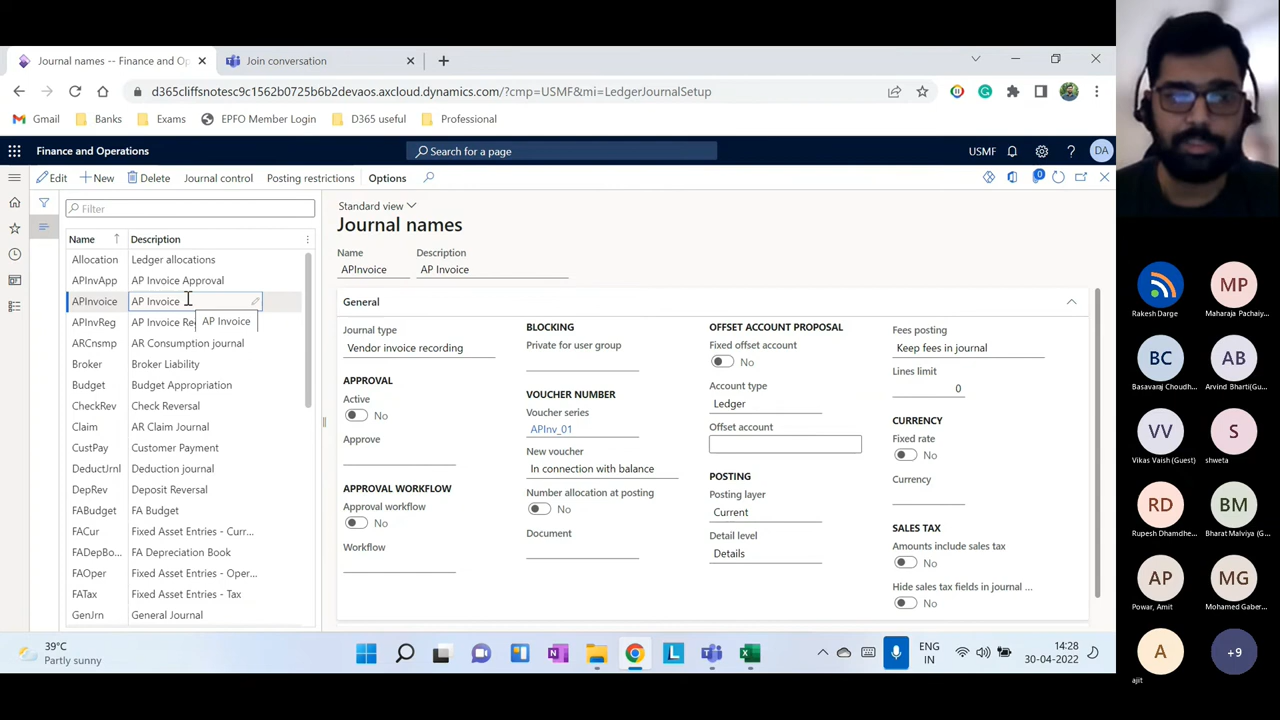 Journal names -- Finance and Op
Join conversation
d365cliffsnotesc9c1562b0725b6b2devaos.axcloud.dynamics.com/?cmp=USMF&mi=LedgerJournalSetup
Gmail
Banks
Exams
EPFO Member Login
D365 useful
Professional
Finance and Operations
Search for a page
USMF
DA
Edit
New
Delete
Journal control
Posting restrictions
Options
0
Filter
Name
Description
Allocation
Ledger allocations
APInvApp
AP Invoice Approval
APInvoice
AP Invoice
APInvReg
AP Invoice Re
AP Invoice
ARCnsmp
AR Consumption journal
Broker
Broker Liability
Budget
Budget Appropriation
CheckRev
Check Reversal
Claim
AR Claim Journal
CustPay
Customer Payment
DeductJrnl
Deduction journal
DepRev
Deposit Reversal
FABudget
FA Budget
FACur
Fixed Asset Entries - Curr...
FADepBo...
FA Depreciation Book
FAOper
Fixed Asset Entries - Oper...
FATax
Fixed Asset Entries - Tax
GenJrn
General Journal
Standard view
Journal names
Name
Description
APInvoice
AP Invoice
General
Journal type
Vendor invoice recording
APPROVAL
Active
No
Approve
APPROVAL WORKFLOW
Approval workflow
No
Workflow
BLOCKING
Private for user group
VOUCHER NUMBER
Voucher series
APInv_01
New voucher
In connection with balance
Number allocation at posting
No
Document
OFFSET ACCOUNT PROPOSAL
Fixed offset account
No
Account type
Ledger
Offset account
POSTING
Posting layer
Current
Detail level
Details
Fees posting
Keep fees in journal
Lines limit
0
CURRENCY
Fixed rate
No
Currency
SALES TAX
Amounts include sales tax
No
Hide sales tax fields in journal ...
No
39°C
Partly sunny
L
ENG
IN
14:28
30-04-2022
Rakesh Darge
MP
Maharaja Pachaiy...
BC
Basavaraj Choudh...
AB
Arvind Bharti(Gu...
VV
Vikas Vaish (Guest)
S
shweta
RD
Rupesh Dhamdhe...
BM
Bharat Malviya (G...
AP
Powar, Amit
MG
Mohamed Gaber...
A
ajit
+9